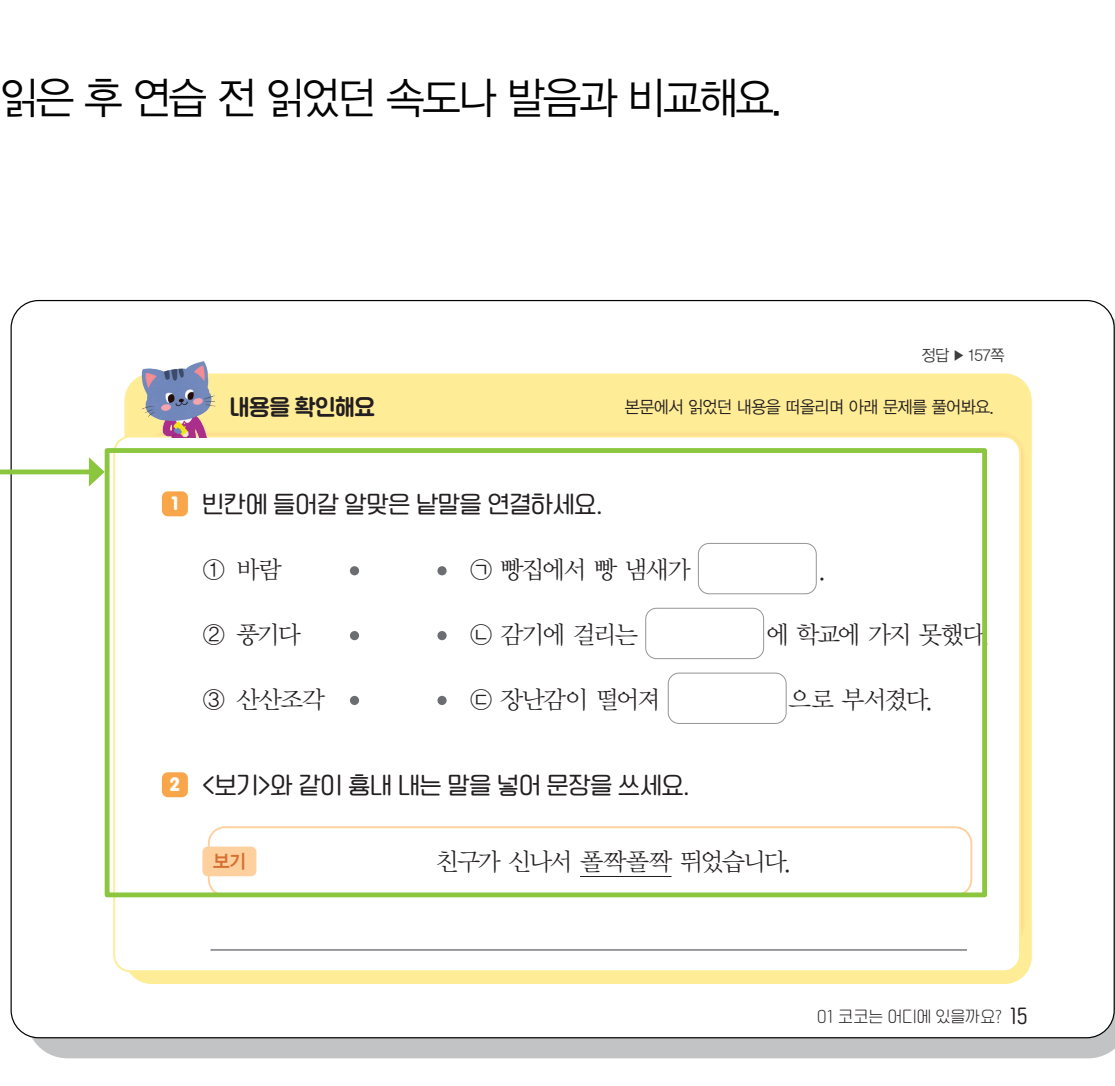 읽은 후 연습 전 읽었던 속도나 발음과 비교해요.
정답 ▶ 157쪽
내용을 확인해요
본문에서 읽었던 내용을 떠올리며 아래 문제를 풀어봐요.
1 빈칸에 들어갈 알맞은 낱말을 연결하세요.
① 바람 • • ㉠ 빵집에서 빵 냄새가 .
② 풍기다 • • ㉡ 감기에 걸리는 에 학교에 가지 못했다
③ 산산조각 • • ㉢ 장난감이 떨어져 으로 부서졌다.
2 <보기>와 같이 흉내 내는 말을 넣어 문장을 쓰세요.
보기 친구가 신나서 폴짝폴짝 뛰었습니다.
01 코코는 어디에 있을까요? 15